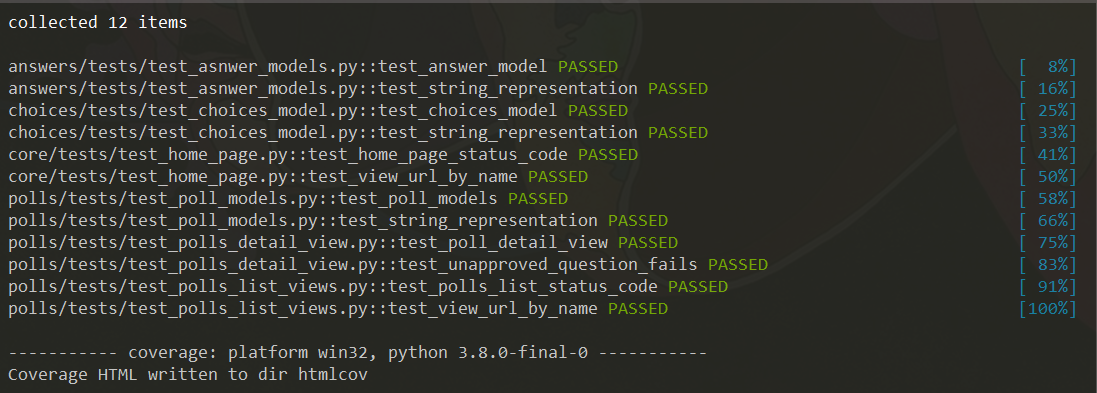 collected 12 items
answers/tests/test_asnwer_models.py::test_answer_model PASSED [  8%]
answers/tests/test_asnwer_models.py::test_string_representation PASSED [ 16%]
choices/tests/test_choices_model.py::test_choices_model PASSED [ 25%]
choices/tests/test_choices_model.py::test_string_representation PASSED [ 33%]
core/tests/test_home_page.py::test_home_page_status_code PASSED [ 41%]
core/tests/test_home_page.py::test_view_url_by_name PASSED [ 50%]
polls/tests/test_poll_models.py::test_poll_models PASSED [ 58%]
polls/tests/test_poll_models.py::test_string_representation PASSED [ 66%]
polls/tests/test_polls_detail_view.py::test_poll_detail_view PASSED [ 75%]
polls/tests/test_polls_detail_view.py::test_unapproved_question_fails PASSED [ 83%]
polls/tests/test_polls_list_views.py::test_polls_list_status_code PASSED [ 91%]
polls/tests/test_polls_list_views.py::test_view_url_by_name PASSED [100%]
----------- coverage: platform win32, python 3.8.0-final-0 -----------
Coverage HTML written to dir htmlcov